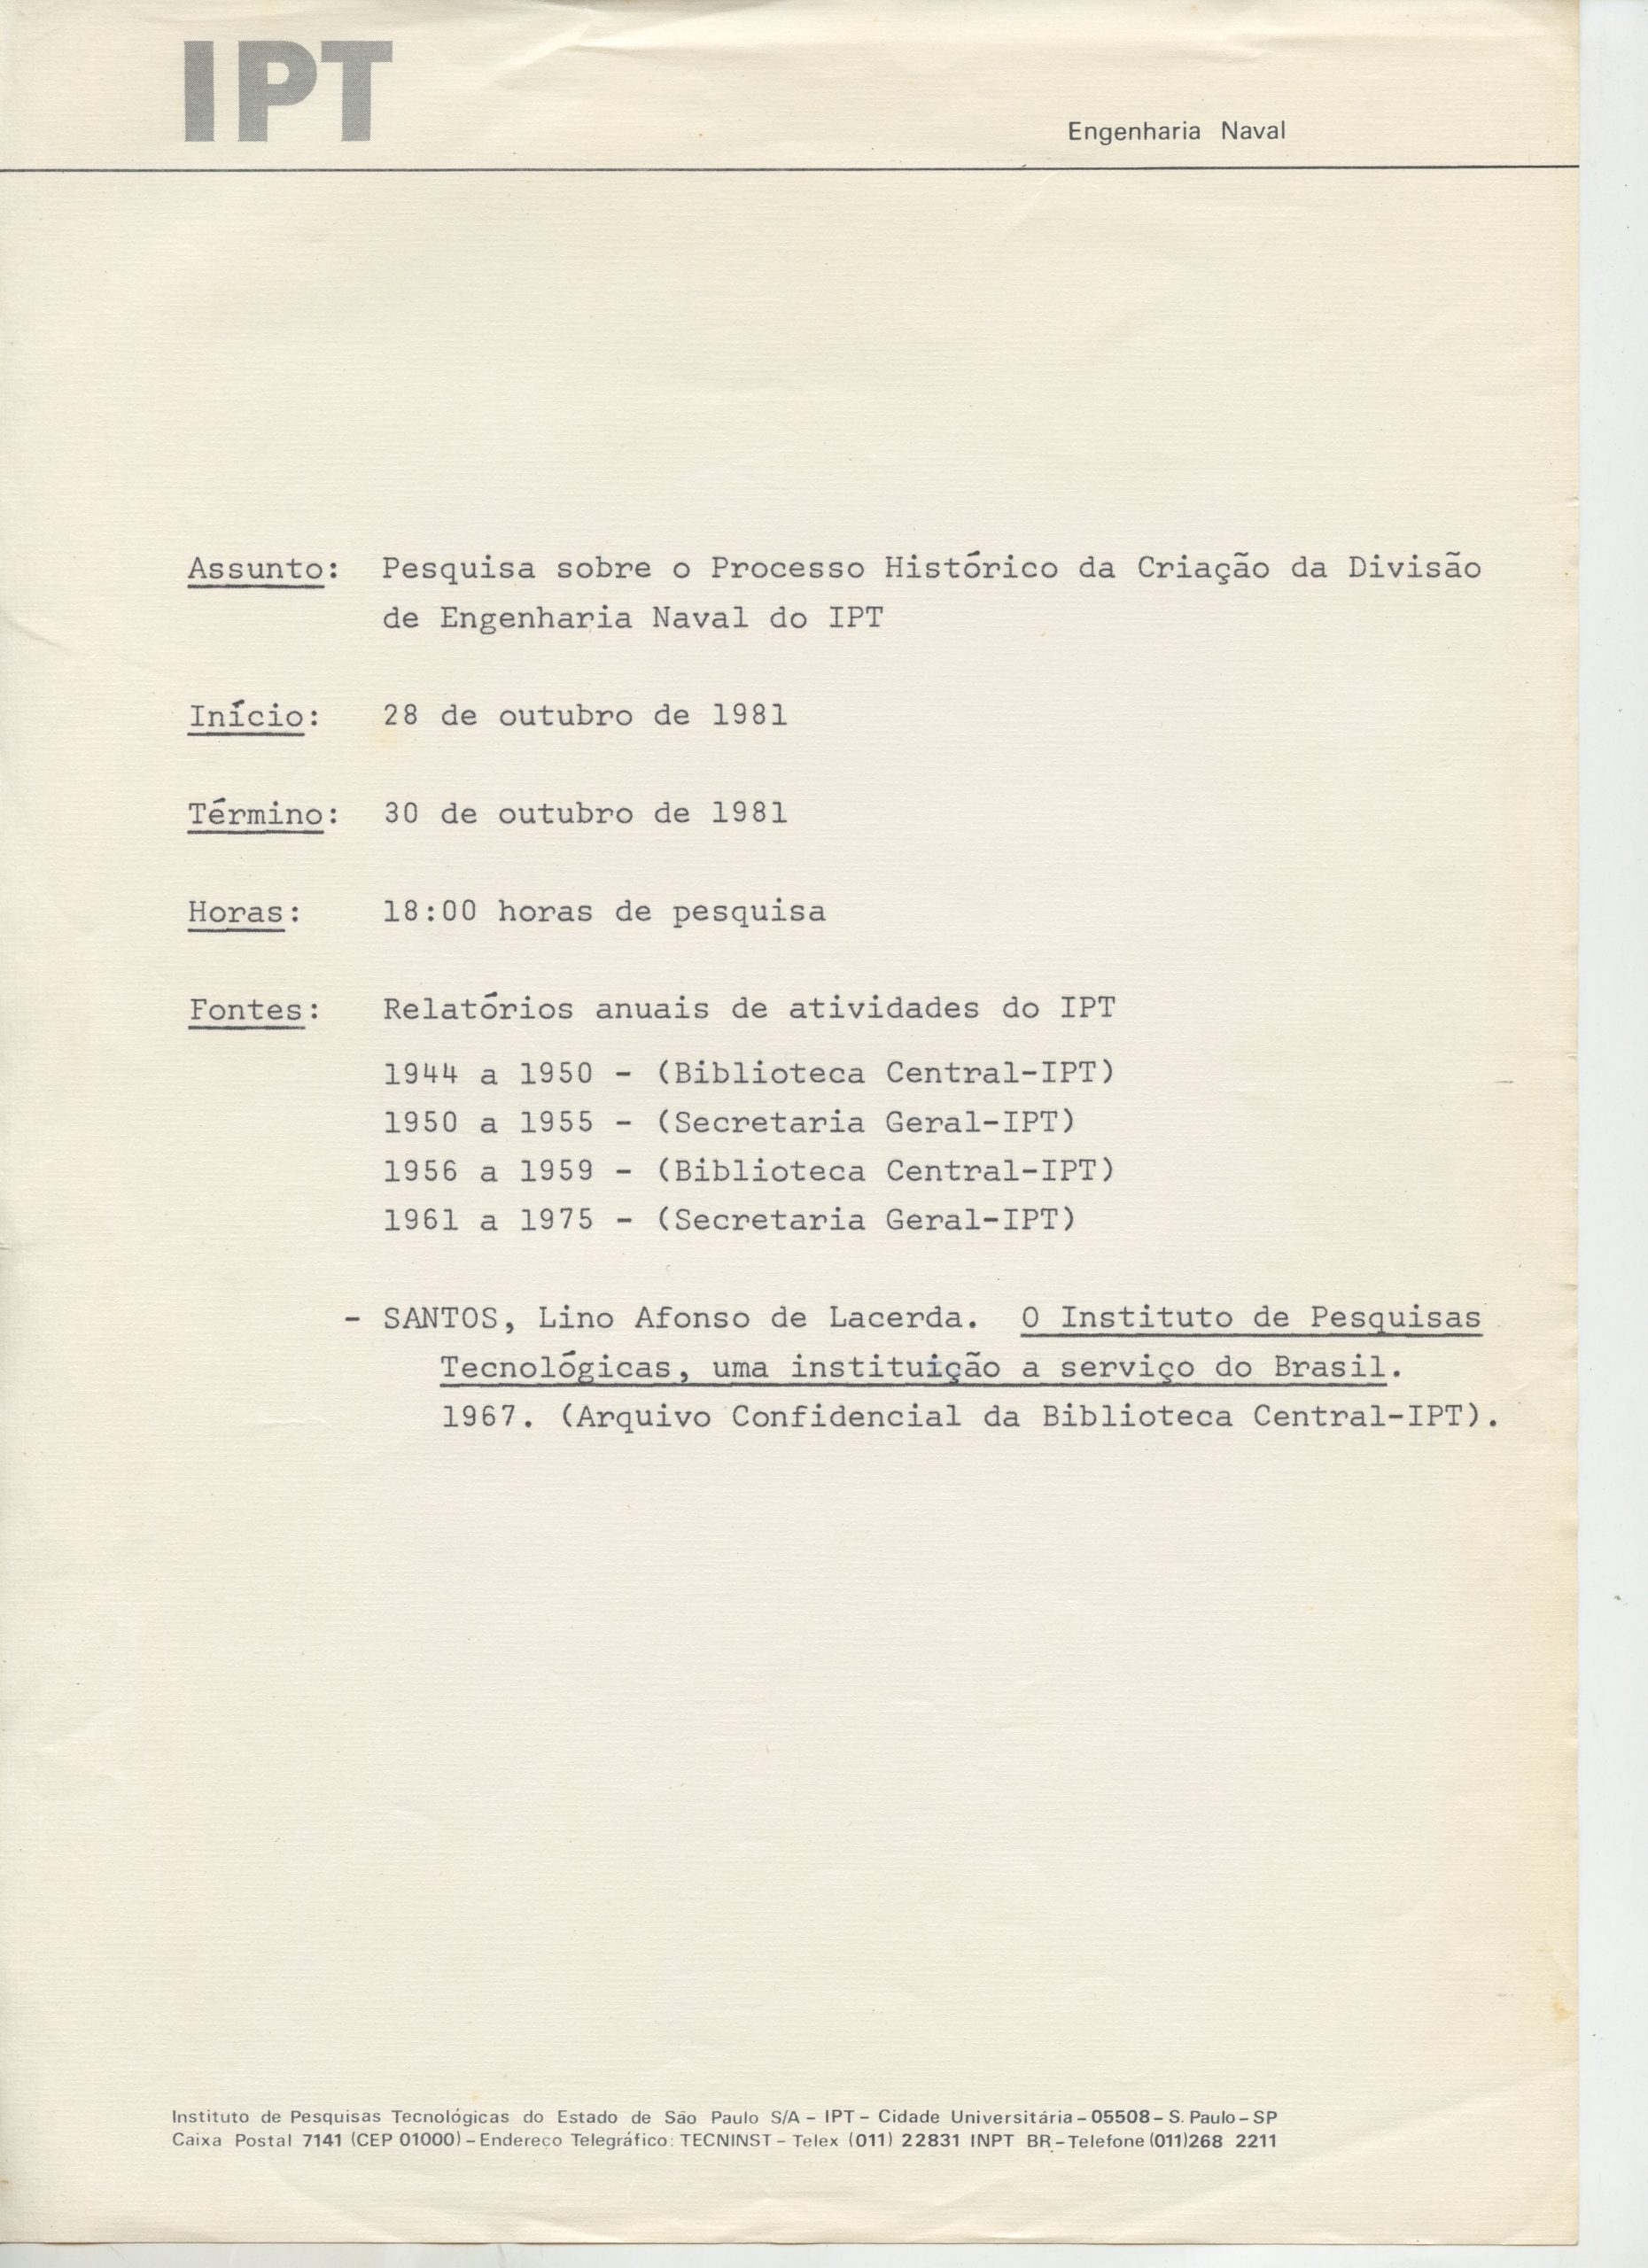 IPT
Engenharia Naval
Assunto: Pesquisa sobre o Processo Histórico da Criação da Divisão
de Engenharia Naval do IPT
Início: 28 de outubro de 1981
Término: 30 de outubro de 1981
Horas: 18:00 horas de pesquisa
Fontes: Relatórios anuais de atividades do IPT
1944 a 1950 - (Biblioteca Central-IPT)
1950 a 1955 - (Secretaria Geral-IPT)
1956 a 1959 - (Biblioteca Central-IPT)
1961 a 1975 - (Secretaria Geral-IPT)
- SANTOS, Lino Afonso de Lacerda. O Instituto de Pesquisas
Tecnológicas, uma instituição a serviço do Brasil.
1967. (Arquivo Confidencial da Biblioteca Central-IPT).
Instituto de Pesquisas Tecnológicas do Estado de São Paulo S/A - IPT - Cidade Universitária - 05508 - S. Paulo - SP
Caixa Postal 7141 (CEP 01000) - Endereço Telegráfico: TECNINST - Telex (011) 22831 INPT BR - Telefone (011) 268 2211